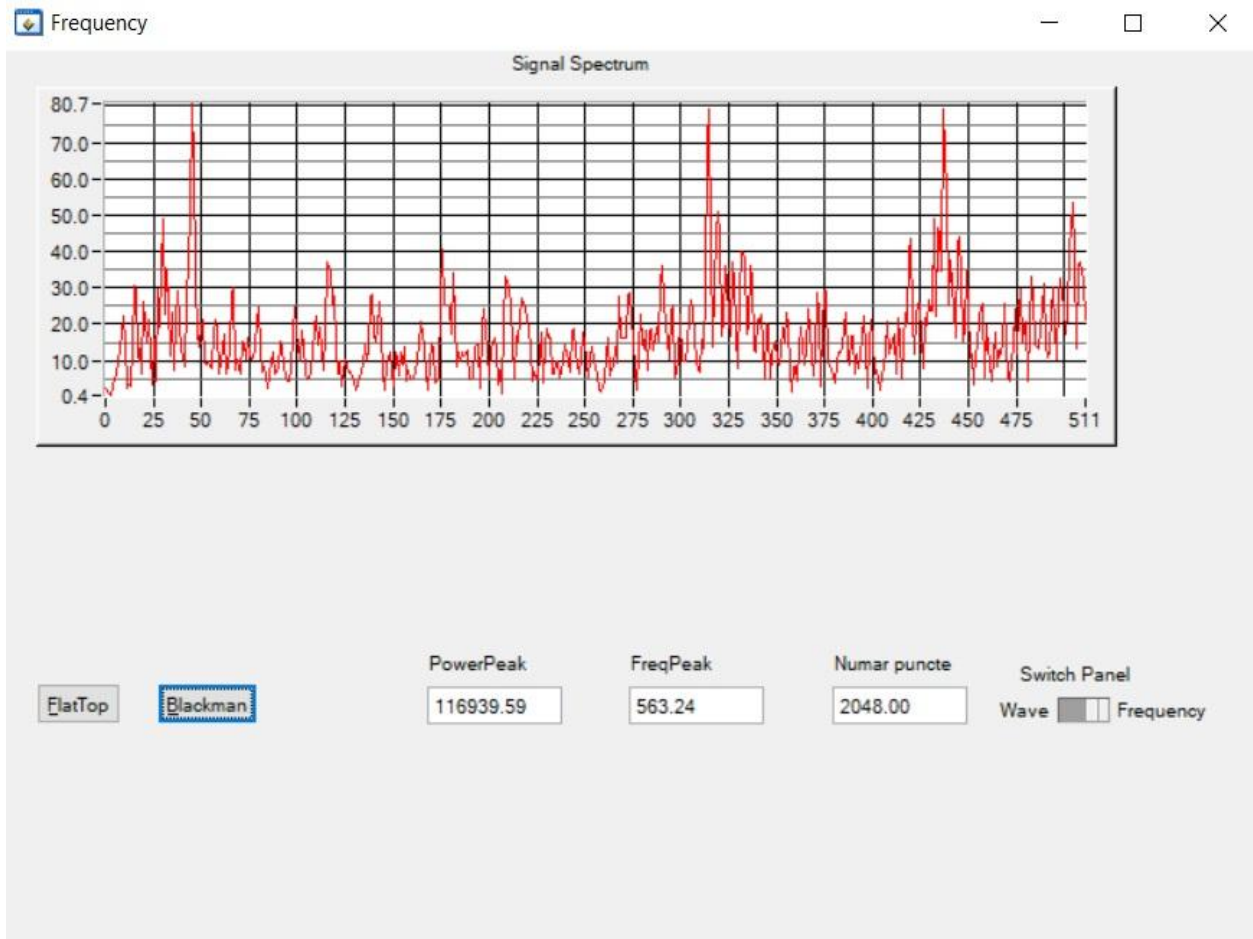 Frequency
Signal Spectrum
80.7
70.0
60.0
50.0
40.0
30.0
20.0
10.0
0.4
0 25 50 75 100 125 150 175 200 225 250 275 300 325 350 375 400 425 450 475 511
PowerPeak FreqPeak Numar puncte Switch Panel
FlatTop Blackman 116939.59 563.24 2048.00 Wave Frequency